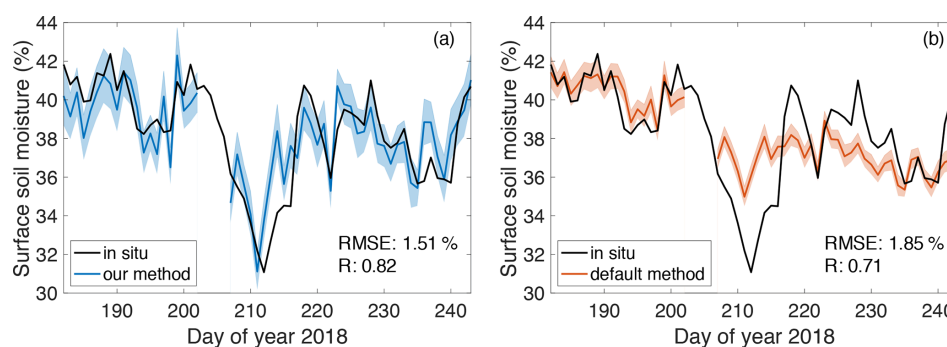 44
42
40
38
36
34
32
30
Surface soil moisture (%)
(a)
in situ
our method
RMSE: 1.51 %
R: 0.82
190
200
210
220
230
240
Day of year 2018
44
42
40
38
36
34
32
30
Surface soil moisture (%)
(b)
in situ
default method
RMSE: 1.85 %
R: 0.71
190
200
210
220
230
Day of year 2018